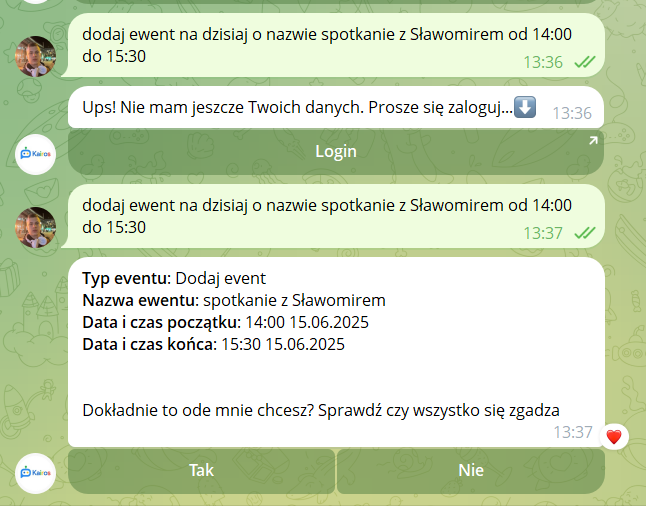 dodaj ewent na dzisiaj o nazwie spotkanie z Sławomirem od 14:00
do 15:30
13:36
Ups! Nie mam jeszcze Twoich danych. Prosze się zaloguj...⬇️
13:36
Login
Kairos
dodaj ewent na dzisiaj o nazwie spotkanie z Sławomirem od 14:00
do 15:30
13:37
Typ eventu: Dodaj event
Nazwa ewentu: spotkanie z Sławomirem
Data i czas początku: 14:00 15.06.2025
Data i czas końca: 15:30 15.06.2025
Dokładnie to ode mnie chcesz? Sprawdź czy wszystko się zgadza
13:37
Kairos
Tak
Nie